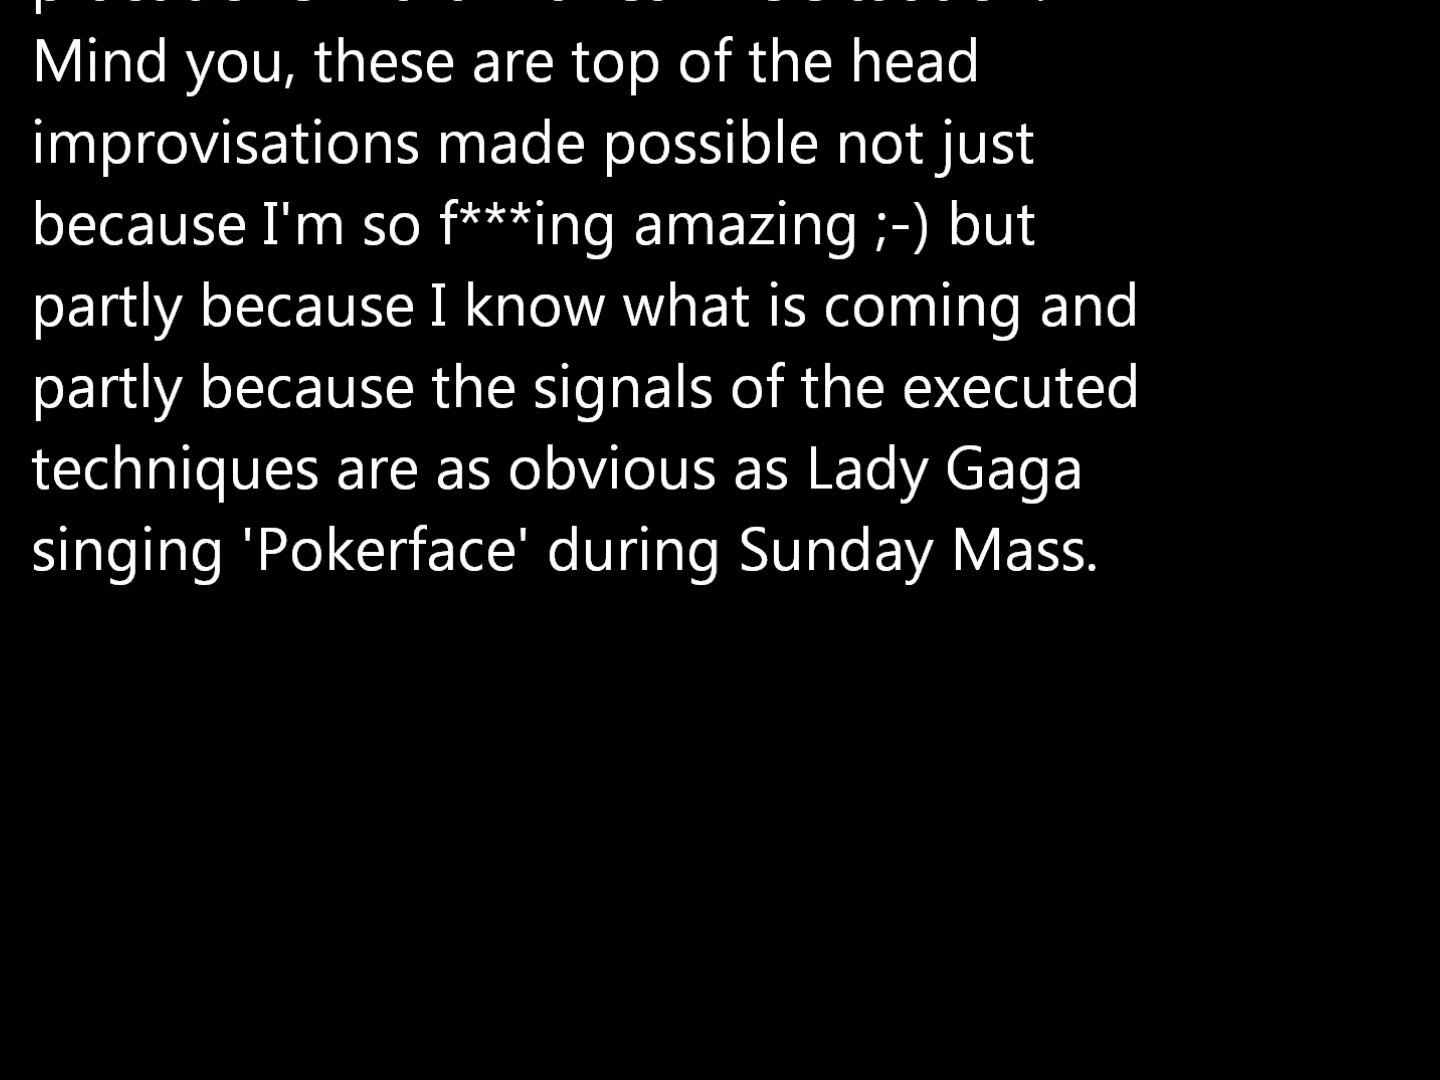 Mind you, these are top of the head
improvisations made possible not just
because I'm so f***ing amazing ;-) but
partly because I know what is coming and
partly because the signals of the executed
techniques are as obvious as Lady Gaga
singing 'Pokerface' during Sunday Mass.